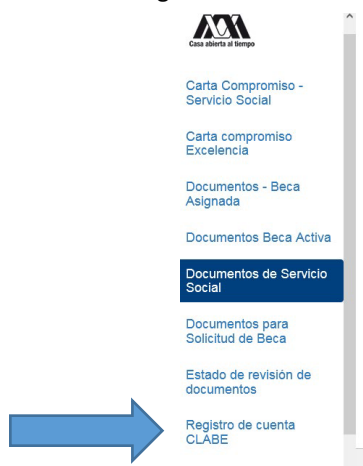 Casa abierta al tiempo
Carta Compromiso -
Servicio Social
Carta compromiso
Excelencia
Documentos - Beca
Asignada
Documentos Beca Activa
Documentos de Servicio
Social
Documentos para
Solicitud de Beca
Estado de revisión de
documentos
Registro de cuenta
CLABE